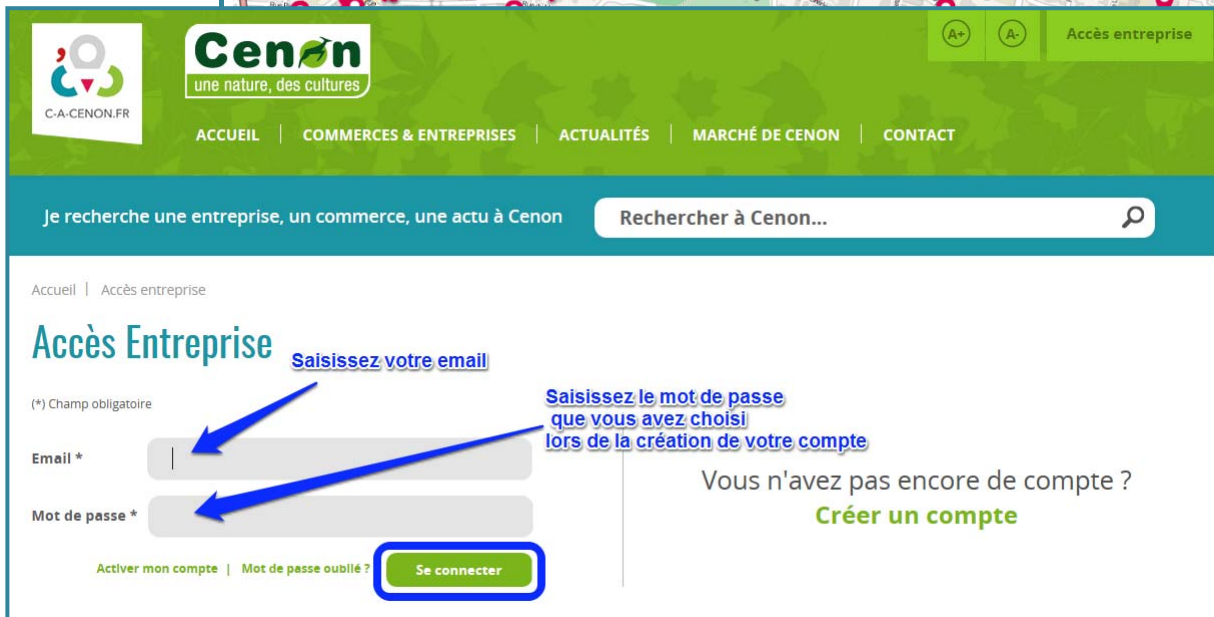 A+ A- Accès entreprise
Cenon
une nature, des cultures
C-A-CENON.FR
ACCUEIL | COMMERCES & ENTREPRISES | ACTUALITÉS | MARCHÉ DE CENON | CONTACT
Je recherche une entreprise, un commerce, une actu à Cenon
Rechercher à Cenon...
Accueil | Accès entreprise
Accès Entreprise
Saisissez votre email
(*) Champ obligatoire
Saisissez le mot de passe
que vous avez choisi
lors de la création de votre compte
Email *
Mot de passe *
Activer mon compte | Mot de passe oublié ?
Se connecter
Vous n'avez pas encore de compte ?
Créer un compte